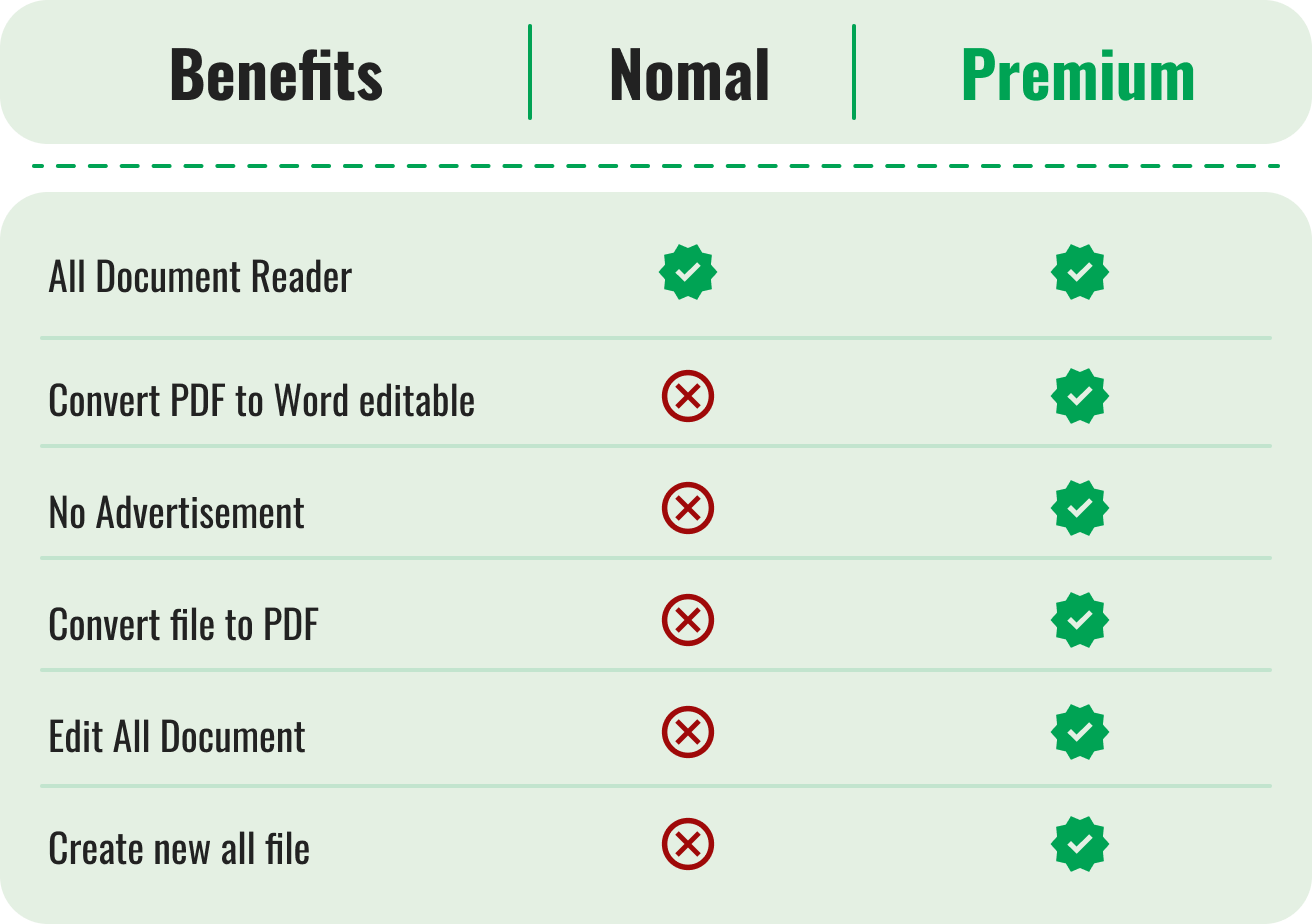 Benefits Nomal Premium
All Document Reader
Convert PDF to Word editable
No Advertisement
Convert file to PDF
Edit All Document
Create new all file